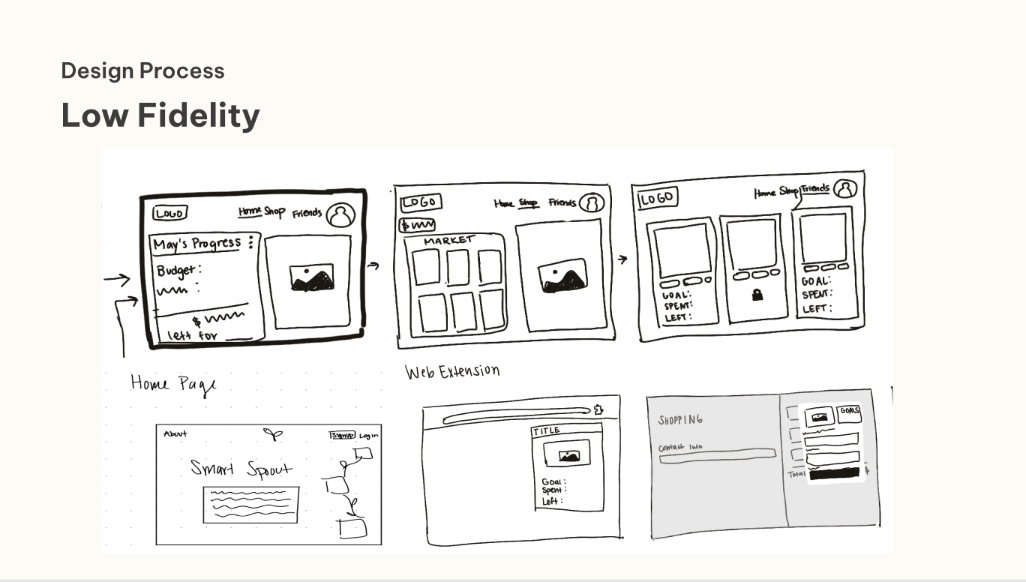 Design Process
Low Fidelity
LOGO
Home Shop Friends
May's Progress
Budget:
$
left for
LOGO
Home Shop Friends
$
MARKET
LOGO
Home Shop Friends
GOAL:
SPENT:
LEFT:
GOAL:
SPENT:
LEFT:
Home Page
Web Extension
About
Signup Login
Smart Sprout
TITLE
Goal:
Spent:
Left:
SHOPPING
Contact Info
GOALS
Total